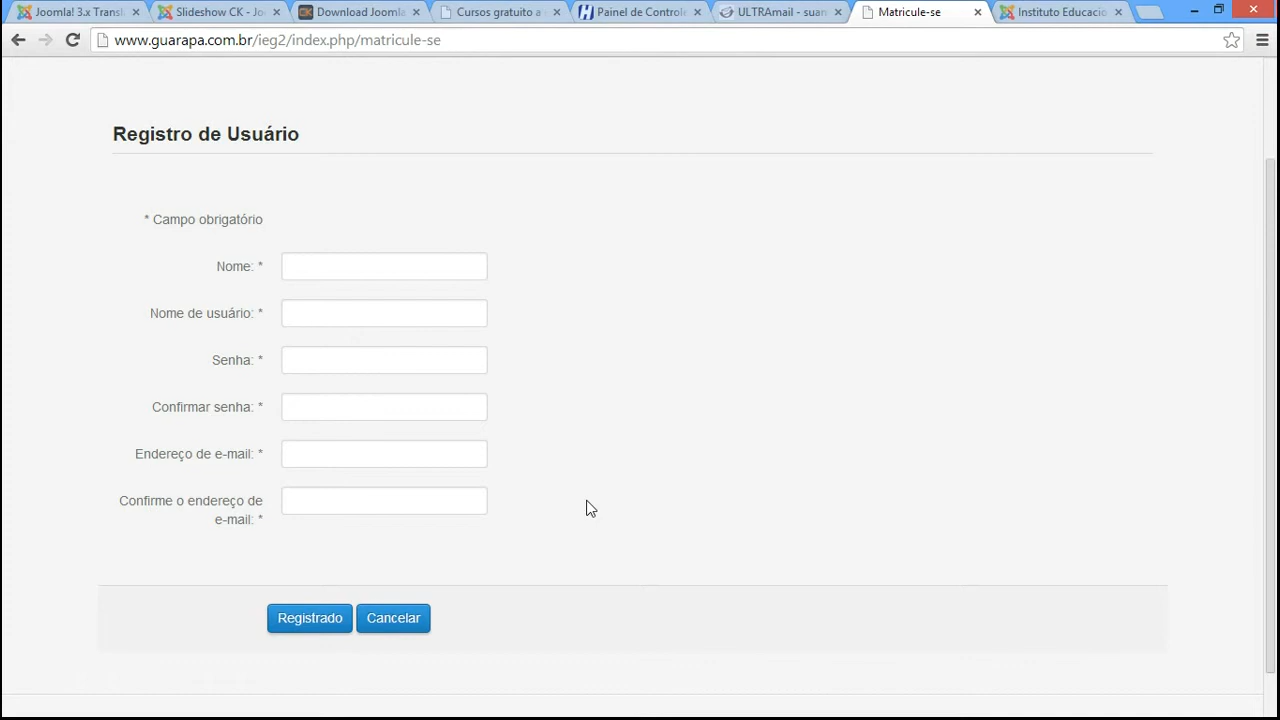 Joomla! 3.x Transl
Slideshow CK - Jo
Download Joomla
Cursos gratuito a
Painel de Controle
ULTRAmail - suan
Matricule-se
Instituto Educacio
www.guarapa.com.br/ieg2/index.php/matricule-se
Registro de Usuário
* Campo obrigatório
Nome: *
Nome de usuário: *
Senha: *
Confirmar senha: *
Endereço de e-mail: *
Confirme o endereço de
e-mail: *
Registrado
Cancelar